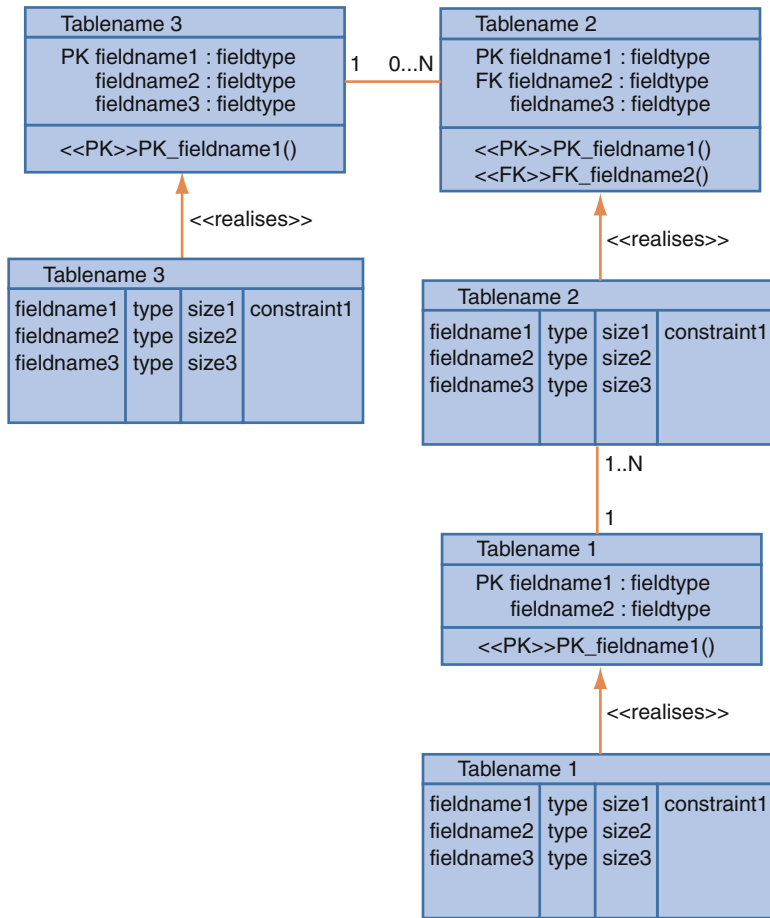 Tablename 3
PK fieldname1 : fieldtype
fieldname2 : fieldtype
fieldname3 : fieldtype
<<PK>>PK_fieldname1()
1
0...N
Tablename 2
PK fieldname1 : fieldtype
FK fieldname2 : fieldtype
fieldname3 : fieldtype
<<PK>>PK_fieldname1()
<<FK>>FK_fieldname2()
<<realises>>
<<realises>>
Tablename 3
fieldname1 type size1 constraint1
fieldname2 type size2
fieldname3 type size3
Tablename 2
fieldname1 type size1 constraint1
fieldname2 type size2
fieldname3 type size3
1..N
1
Tablename 1
PK fieldname1 : fieldtype
fieldname2 : fieldtype
<<PK>>PK_fieldname1()
<<realises>>
Tablename 1
fieldname1 type size1 constraint1
fieldname2 type size2
fieldname3 type size3